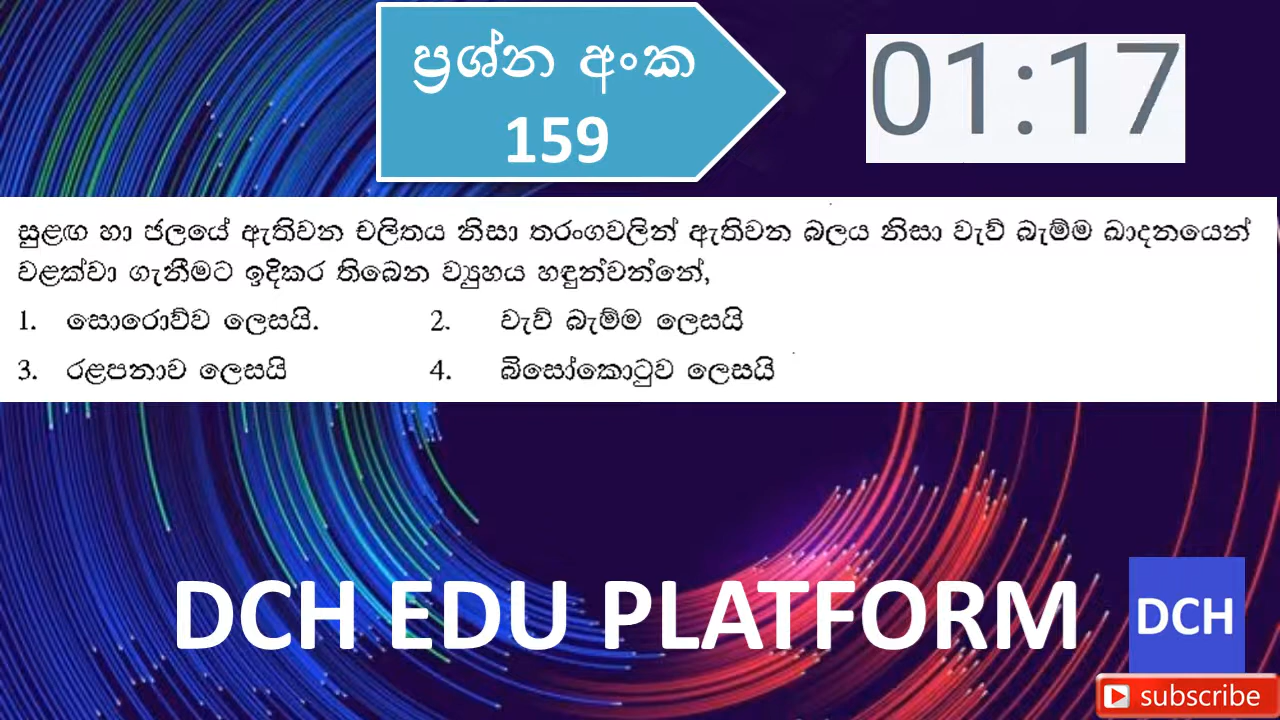 ප්‍රශ්න අංක
159
01:17
සුළඟ හා ජලයේ ඇතිවන චලිතය නිසා තරංගවලින් ඇතිවන බලය නිසා වැව් බැම්ම ඛාදනයෙන්
වළක්වා ගැනීමට ඉදිකර තිබෙන ව්‍යුහය හඳුන්වන්නේ,
1. සොරොව්ව ලෙසයි. 2. වැව් බැම්ම ලෙසයි
3. රළපනාව ලෙසයි 4. බිසෝකොටුව ලෙසයි
DCH EDU PLATFORM
DCH
subscribe